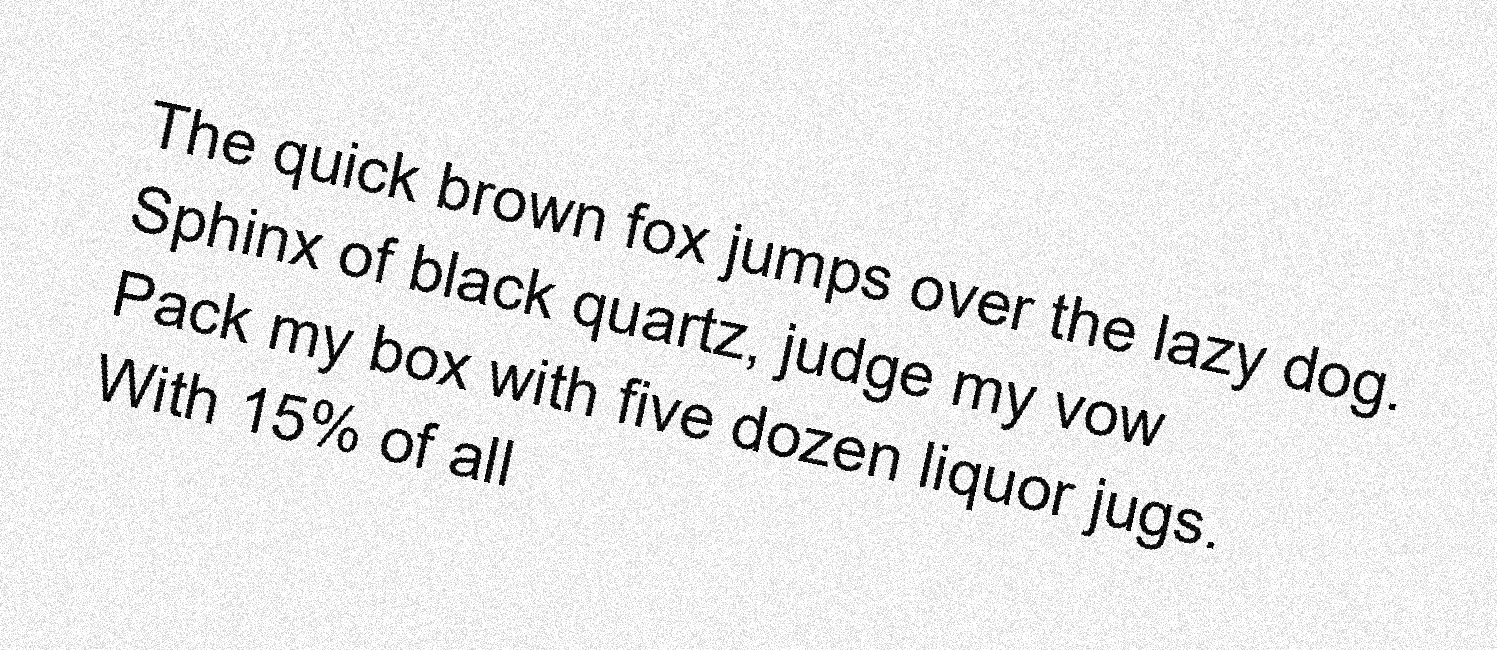 The quick brown fox jumps over the lazy dog.
Sphinx of black quartz, judge my vow
Pack my box with five dozen liquor jugs.
With 15% of all